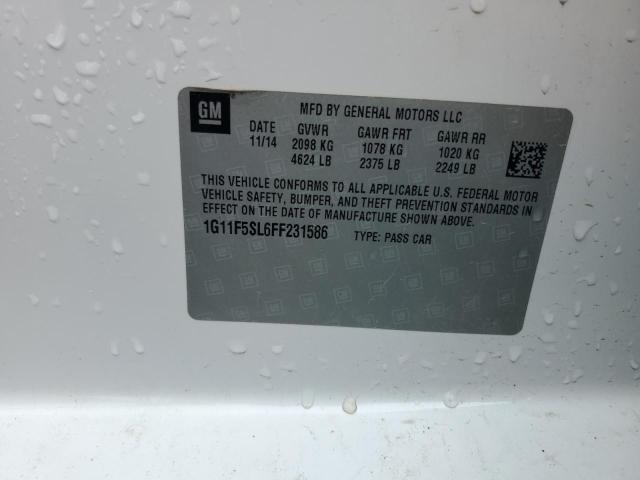 GM MFD BY GENERAL MOTORS LLC
DATE GVWR GAWR FRT GAWR RR
11/14 2098 KG 1078 KG 1020 KG
4624 LB 2375 LB 2249 LB
THIS VEHICLE CONFORMS TO ALL APPLICABLE U.S. FEDERAL MOTOR
VEHICLE SAFETY, BUMPER, AND THEFT PREVENTION STANDARDS IN
EFFECT ON THE DATE OF MANUFACTURE SHOWN ABOVE.
1G11F5SL6FF231586 TYPE: PASS CAR